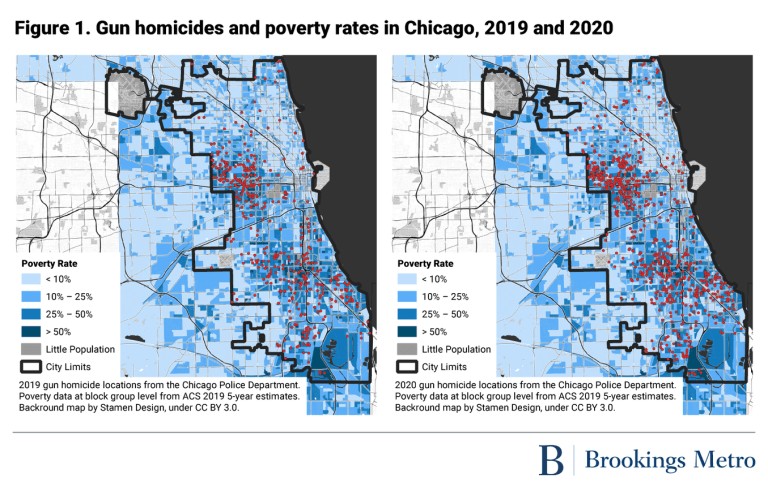 Figure 1. Gun homicides and poverty rates in Chicago, 2019 and 2020
Poverty Rate
< 10%
10% – 25%
25% – 50%
> 50%
Little Population
City Limits
2019 gun homicide locations from the Chicago Police Department.
Poverty data at block group level from ACS 2019 5-year estimates.
Backround map by Stamen Design, under CC BY 3.0.
Poverty Rate
< 10%
10% – 25%
25% – 50%
> 50%
Little Population
City Limits
2020 gun homicide locations from the Chicago Police Department.
Poverty data at block group level from ACS 2019 5-year estimates.
Backround map by Stamen Design, under CC BY 3.0.
B | Brookings Metro